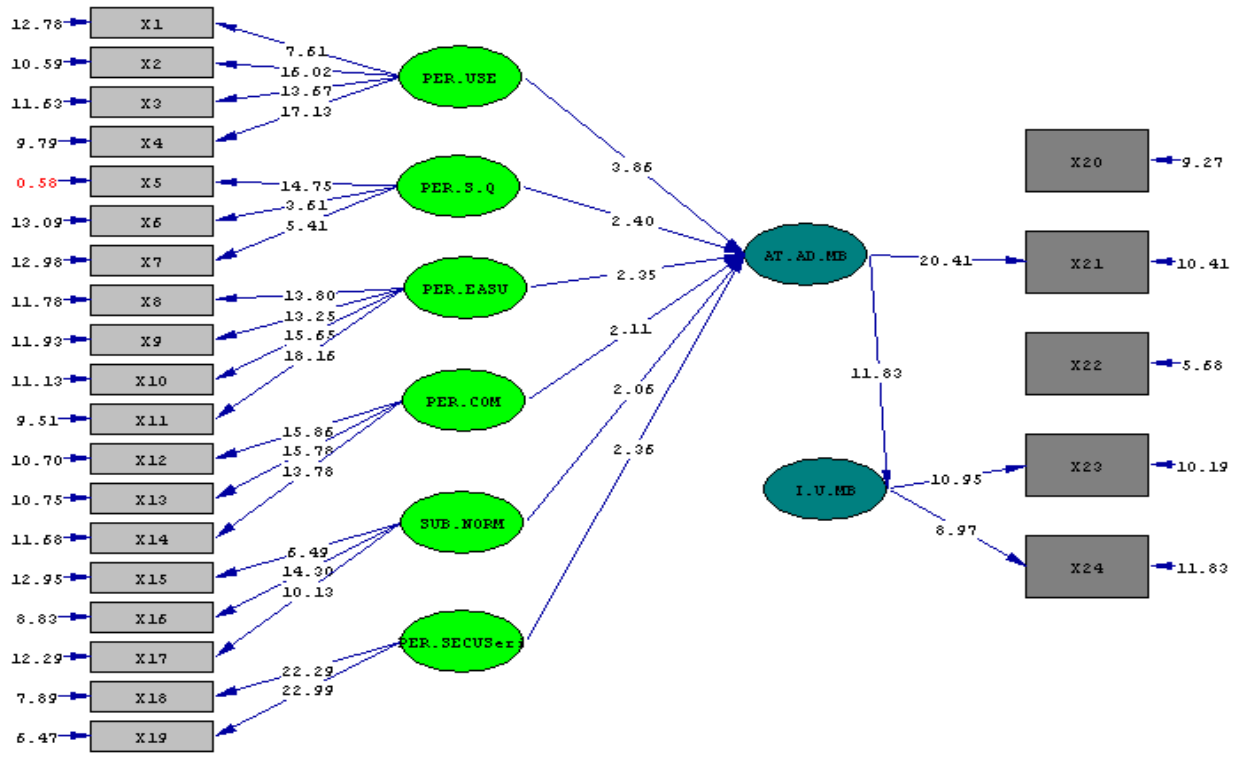 12.78 X1
7.61
10.59 X2
16.02
11.63 X3
13.67
9.79 X4
17.13
PER.USE
3.86
0.58 X5
14.75
13.09 X6
3.61
12.98 X7
5.41
PER.S.Q
2.40
11.78 X8
13.80
11.93 X9
13.25
11.13 X10
15.65
9.51 X11
18.16
PER.EASU
2.35
10.70 X12
15.86
10.75 X13
15.78
11.68 X14
13.78
PER.COM
2.11
12.95 X15
6.49
8.83 X16
14.30
12.29 X17
10.13
SUB.NORM
2.06
7.89 X18
22.29
6.47 X19
22.99
PER.SECUSeri
2.36
AT.AD.MB
20.41
11.83
I.U.MB
10.95
8.97
X20 9.27
X21 10.41
X22 5.68
X23 10.19
X24 11.83